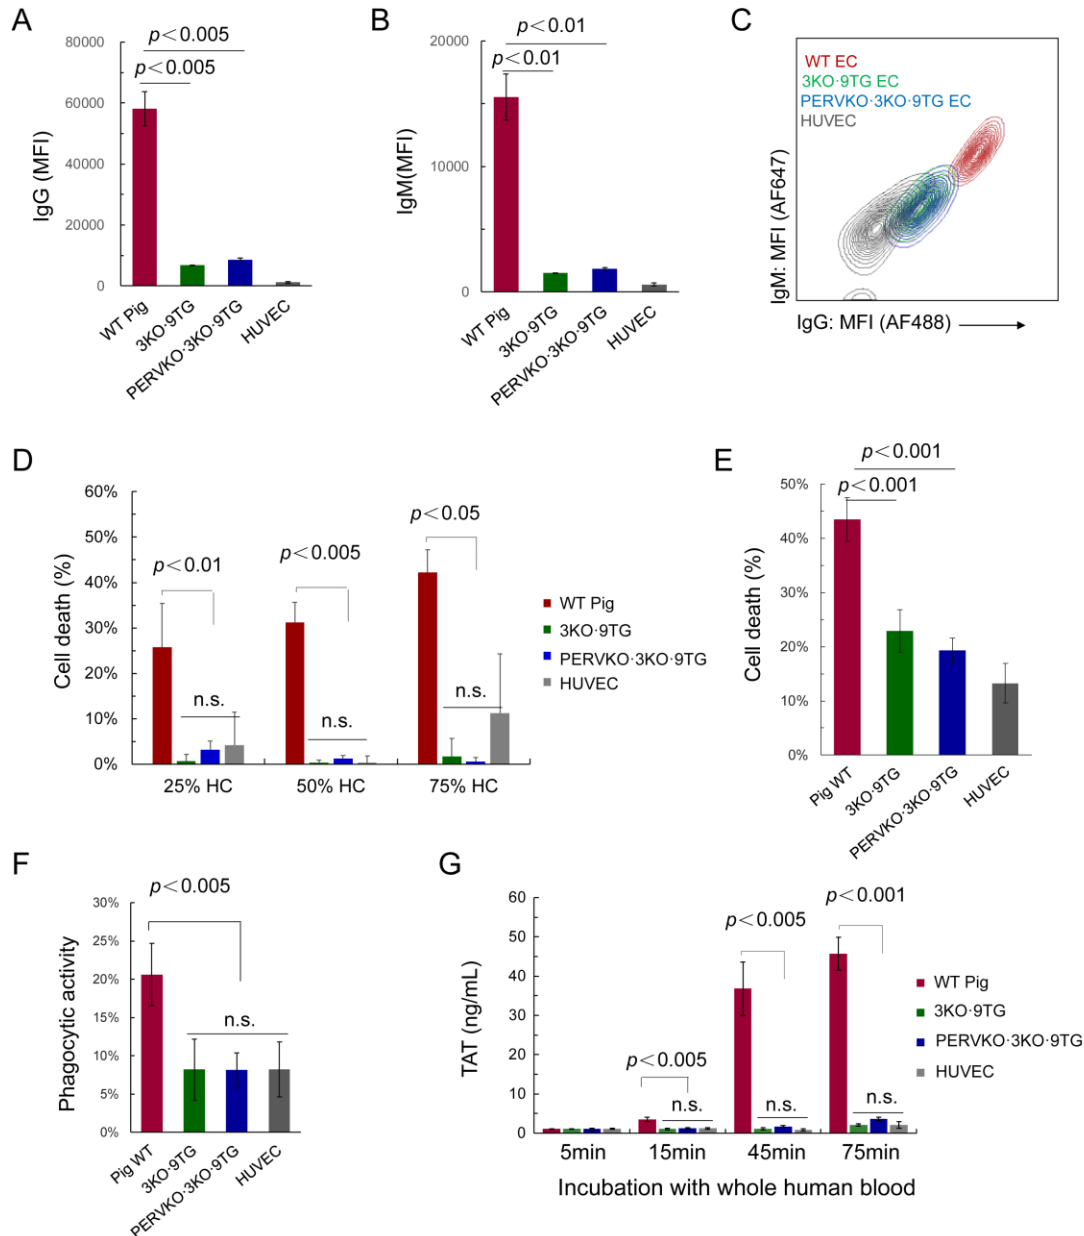 A
80000
60000
40000
20000
0
IgG (MFI)
p<0.005
p<0.005
WT Pig
3KO·9TG
PERVKO·3KO·9TG
HUVEC
B
20000
10000
0
IgM(MFI)
p<0.01
p<0.01
WT Pig
3KO·9TG
PERVKO·3KO·9TG
HUVEC
C
WT EC
3KO·9TG EC
PERVKO·3KO·9TG EC
HUVEC
IgM: MFI (AF647)
IgG: MFI (AF488)
D
60%
50%
40%
30%
20%
10%
0%
Cell death (%)
p<0.01
p<0.005
p<0.05
n.s.
n.s.
n.s.
25% HC
50% HC
75% HC
WT Pig
3KO·9TG
PERVKO·3KO·9TG
HUVEC
E
50%
40%
30%
20%
10%
0%
Cell death (%)
p<0.001
p<0.001
Pig WT
3KO·9TG
PERVKO·3KO·9TG
HUVEC
F
30%
25%
20%
15%
10%
5%
0%
Phagocytic activity
p<0.005
n.s.
Pig WT
3KO·9TG
PERVKO·3KO·9TG
HUVEC
G
60
50
40
30
20
10
0
TAT (ng/mL)
p<0.005
p<0.005
p<0.001
n.s.
n.s.
n.s.
5min
15min
45min
75min
Incubation with whole human blood
WT Pig
3KO·9TG
PERVKO·3KO·9TG
HUVEC